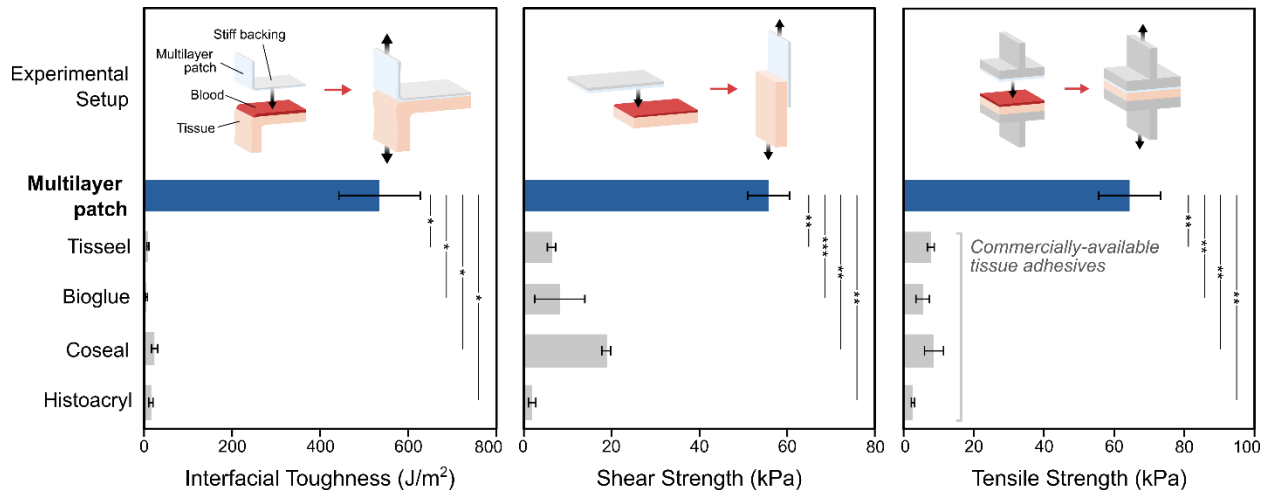 Experimental
Setup
Stiff backing
Multilayer
patch
Blood
Tissue
Multilayer
patch
Tisseel
Bioglue
Coseal
Histoacryl
*
*
*
*
0
200
400
600
800
Interfacial Toughness (J/m²)
**
***
**
**
0
20
40
60
80
Shear Strength (kPa)
Commercially-available
tissue adhesives
**
**
**
**
0
20
40
60
80
100
Tensile Strength (kPa)